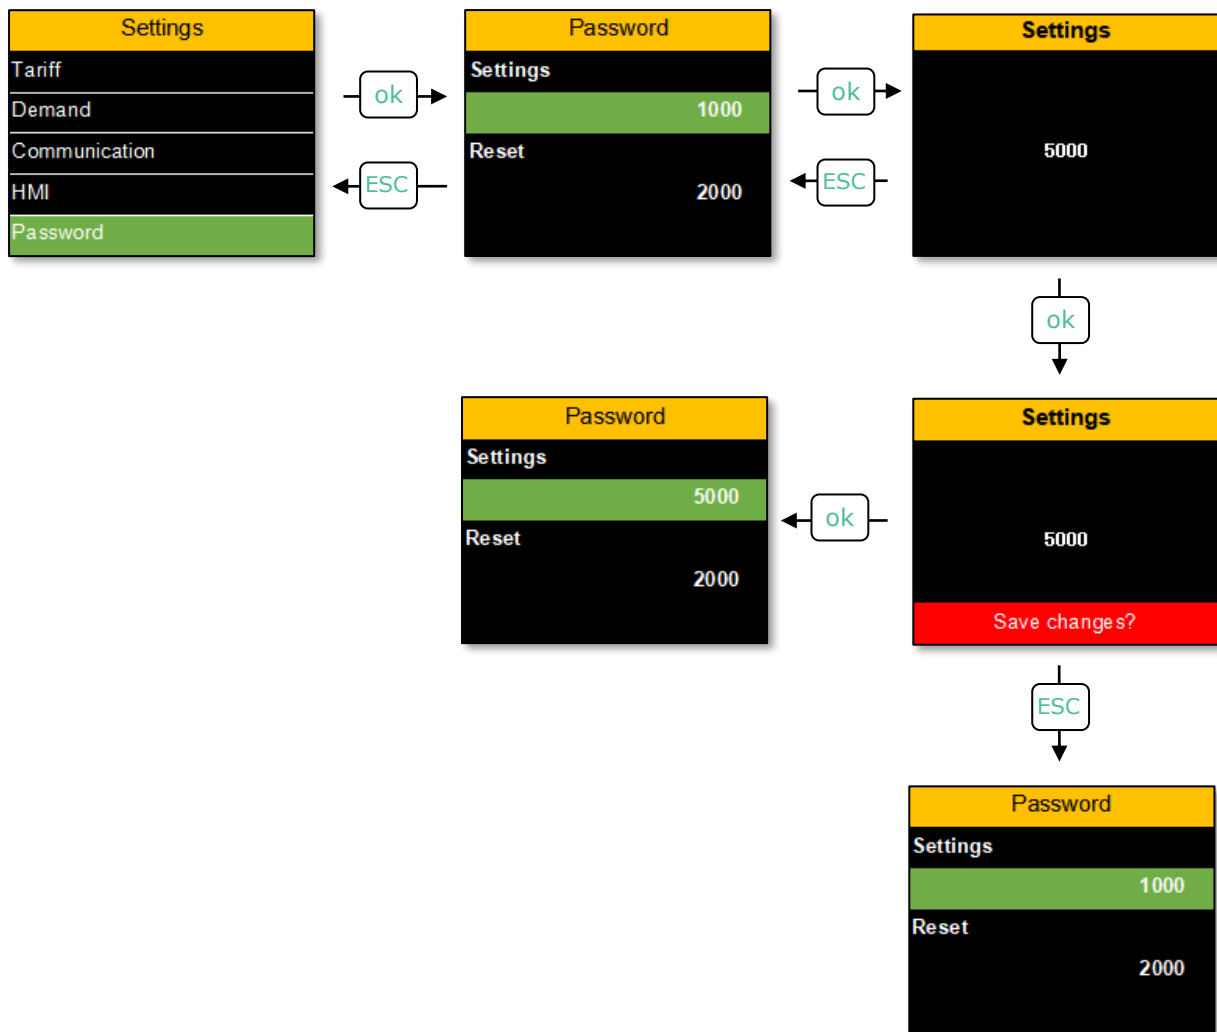 Settings
Tariff
Demand
Communication
HMI
Password
ok
ESC
Password
Settings
1000
Reset
2000
ok
ESC
Settings
5000
ok
Password
Settings
5000
Reset
2000
ok
Settings
5000
Save changes?
ESC
Password
Settings
1000
Reset
2000